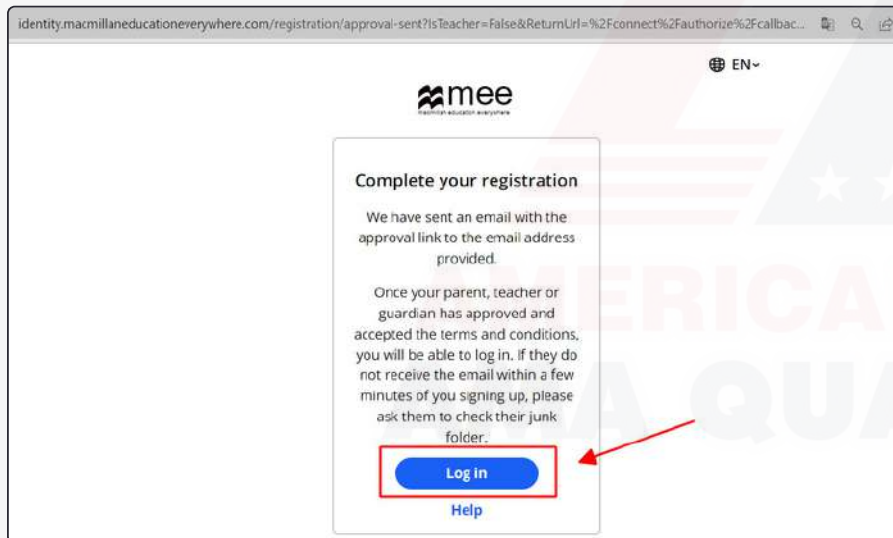 identity.macmillaneducationeverywhere.com/registration/approval-sent?IsTeacher=False&ReturnUrl=%2Fconnect%2Fauthorize%2Fcallbac...
EN
mee
macmillan education everywhere
Complete your registration
We have sent an email with the
approval link to the email address
provided.
Once your parent, teacher or
guardian has approved and
accepted the terms and conditions,
you will be able to log in. If they do
not receive the email within a few
minutes of you signing up, please
ask them to check their junk
folder.
Log in
Help
AMERICA
AMA QUA